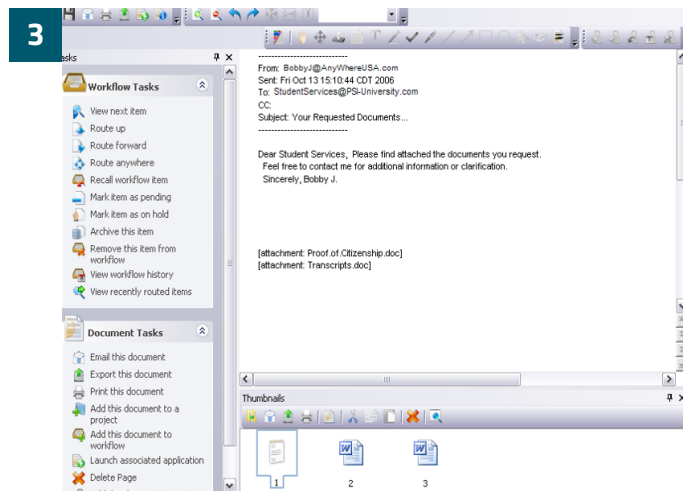 3
asks
Workflow Tasks
View next item
Route up
Route forward
Route anywhere
Recall workflow item
Mark item as pending
Mark item as on hold
Archive this item
Remove this item from
workflow
View workflow history
View recently routed items
Document Tasks
Email this document
Export this document
Print this document
Add this document to a
project
Add this document to
workflow
Launch associated application
Delete Page
----------------------------
From: BobbyJ@AnyWhereUSA.com
Sent: Fri Oct 13 15:10:44 CDT 2006
To: StudentServices@PSI-University.com
CC:
Subject: Your Requested Documents...
----------------------------
Dear Student Services, Please find attached the documents you request.
Feel free to contact me for additional information or clarification.
Sincerely, Bobby J.
[attachment: Proof.of.Citizenship.doc]
[attachment: Transcripts.doc]
Thumbnails
1 2 3